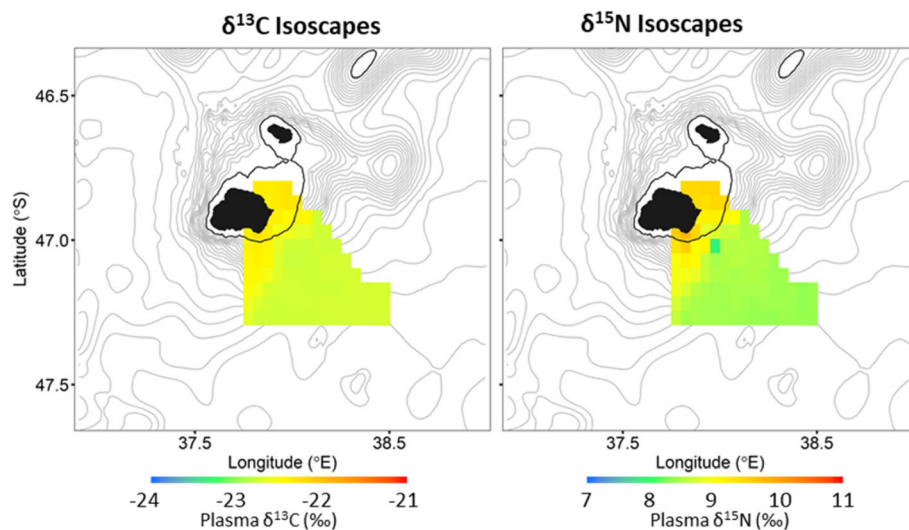 δ¹³C Isoscapes
δ¹⁵N Isoscapes
46.5
47.0
47.5
Latitude (°S)
37.5
38.5
Longitude (°E)
37.5
38.5
Longitude (°E)
-24
-23
-22
-21
Plasma δ¹³C (‰)
7
8
9
10
11
Plasma δ¹⁵N (‰)